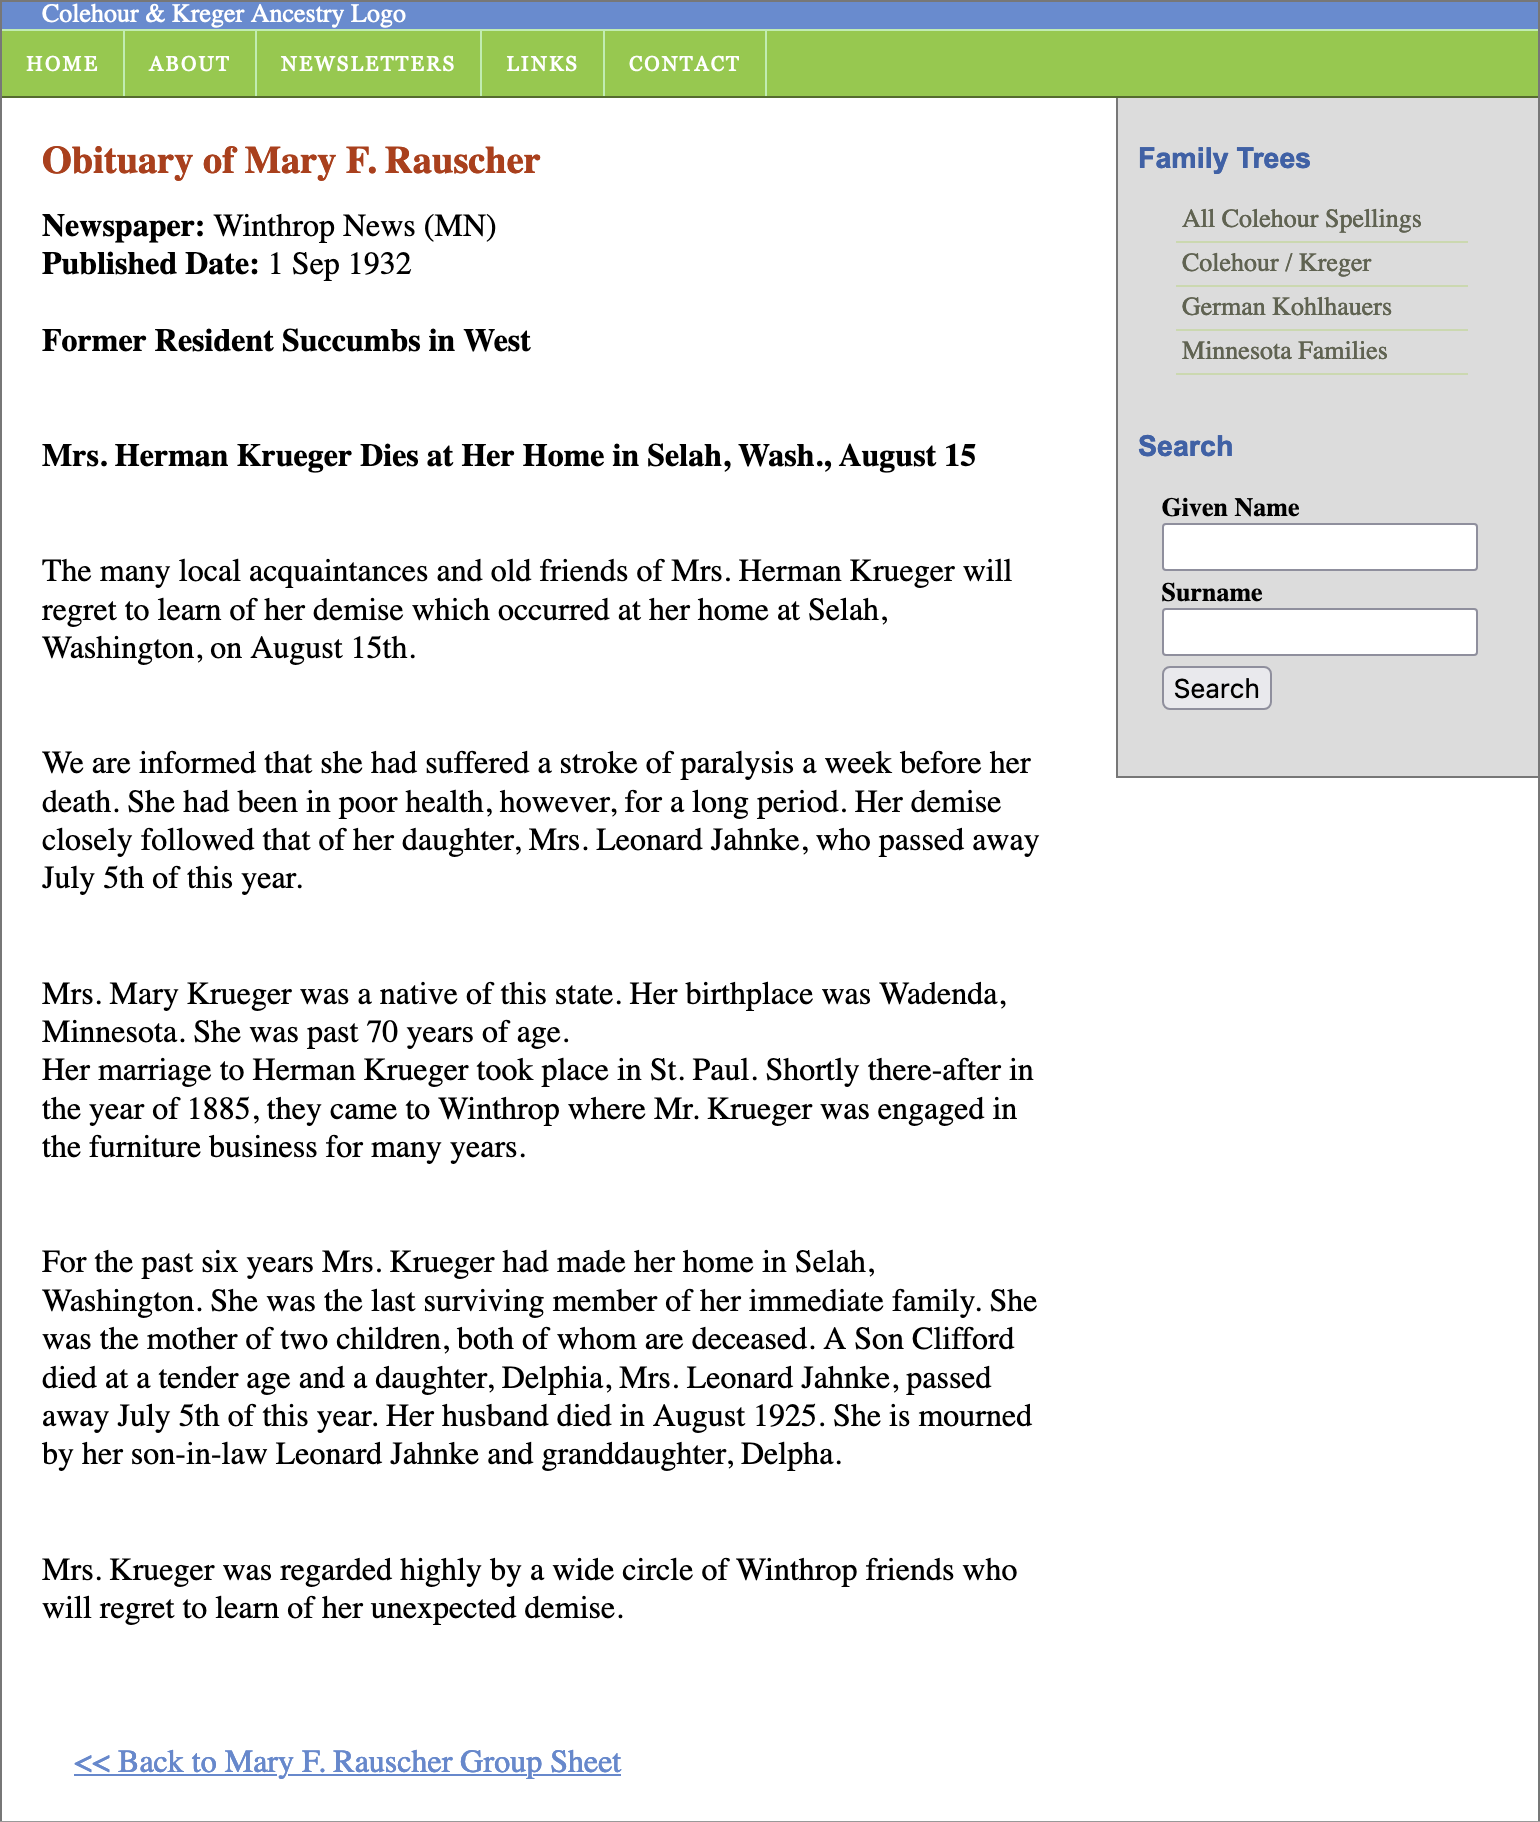 Colehour & Kreger Ancestry Logo
HOME
ABOUT
NEWSLETTERS
LINKS
CONTACT
Obituary of Mary F. Rauscher
Newspaper: Winthrop News (MN)
Published Date: 1 Sep 1932
Former Resident Succumbs in West
Mrs. Herman Krueger Dies at Her Home in Selah, Wash., August 15
The many local acquaintances and old friends of Mrs. Herman Krueger will
regret to learn of her demise which occurred at her home at Selah,
Washington, on August 15th.
We are informed that she had suffered a stroke of paralysis a week before her
death. She had been in poor health, however, for a long period. Her demise
closely followed that of her daughter, Mrs. Leonard Jahnke, who passed away
July 5th of this year.
Mrs. Mary Krueger was a native of this state. Her birthplace was Wadenda,
Minnesota. She was past 70 years of age.
Her marriage to Herman Krueger took place in St. Paul. Shortly there-after in
the year of 1885, they came to Winthrop where Mr. Krueger was engaged in
the furniture business for many years.
For the past six years Mrs. Krueger had made her home in Selah,
Washington. She was the last surviving member of her immediate family. She
was the mother of two children, both of whom are deceased. A Son Clifford
died at a tender age and a daughter, Delphia, Mrs. Leonard Jahnke, passed
away July 5th of this year. Her husband died in August 1925. She is mourned
by her son-in-law Leonard Jahnke and granddaughter, Delpha.
Mrs. Krueger was regarded highly by a wide circle of Winthrop friends who
will regret to learn of her unexpected demise.
<< Back to Mary F. Rauscher Group Sheet
Family Trees
All Colehour Spellings
Colehour / Kreger
German Kohlhauers
Minnesota Families
Search
Given Name
Surname
Search